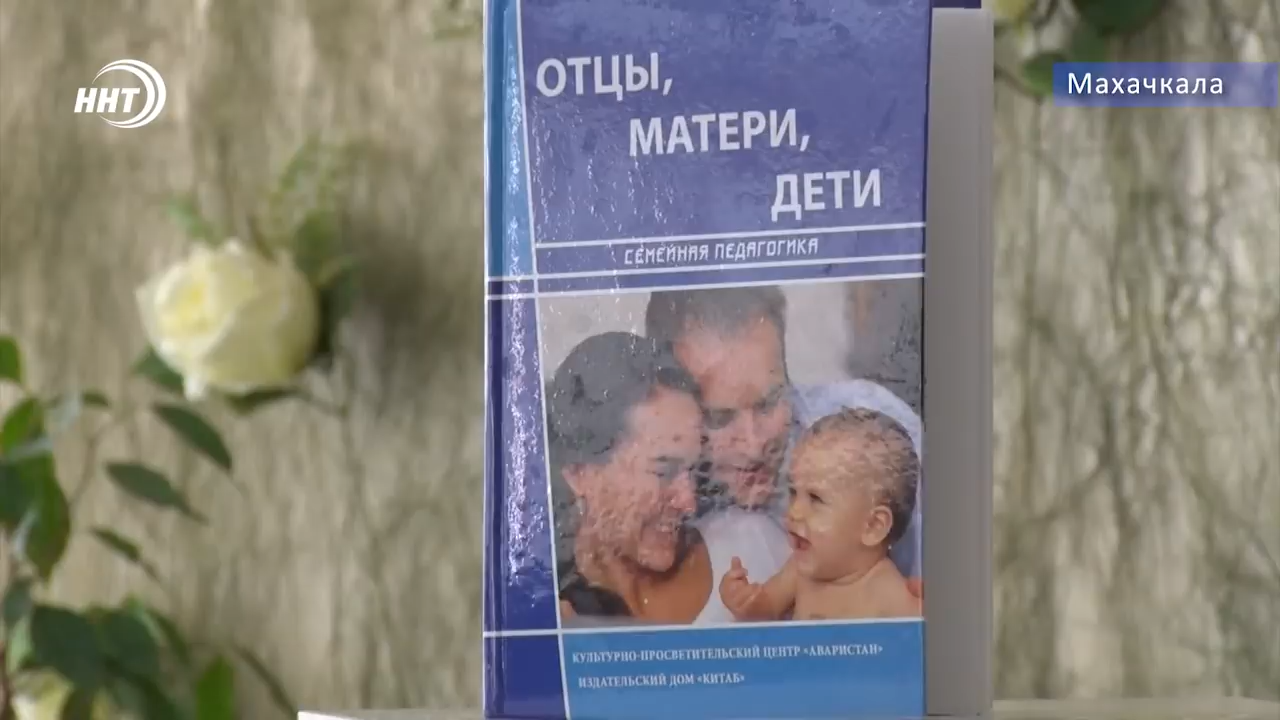 ННТ
Махачкала
ОТЦЫ,
МАТЕРИ,
ДЕТИ
СЕМЕЙНАЯ ПЕДАГОГИКА
КУЛЬТУРНО-ПРОСВЕТИТЕЛЬСКИЙ ЦЕНТР «АВАРИСТАН»
ИЗДАТЕЛЬСКИЙ ДОМ «КИТАБ»